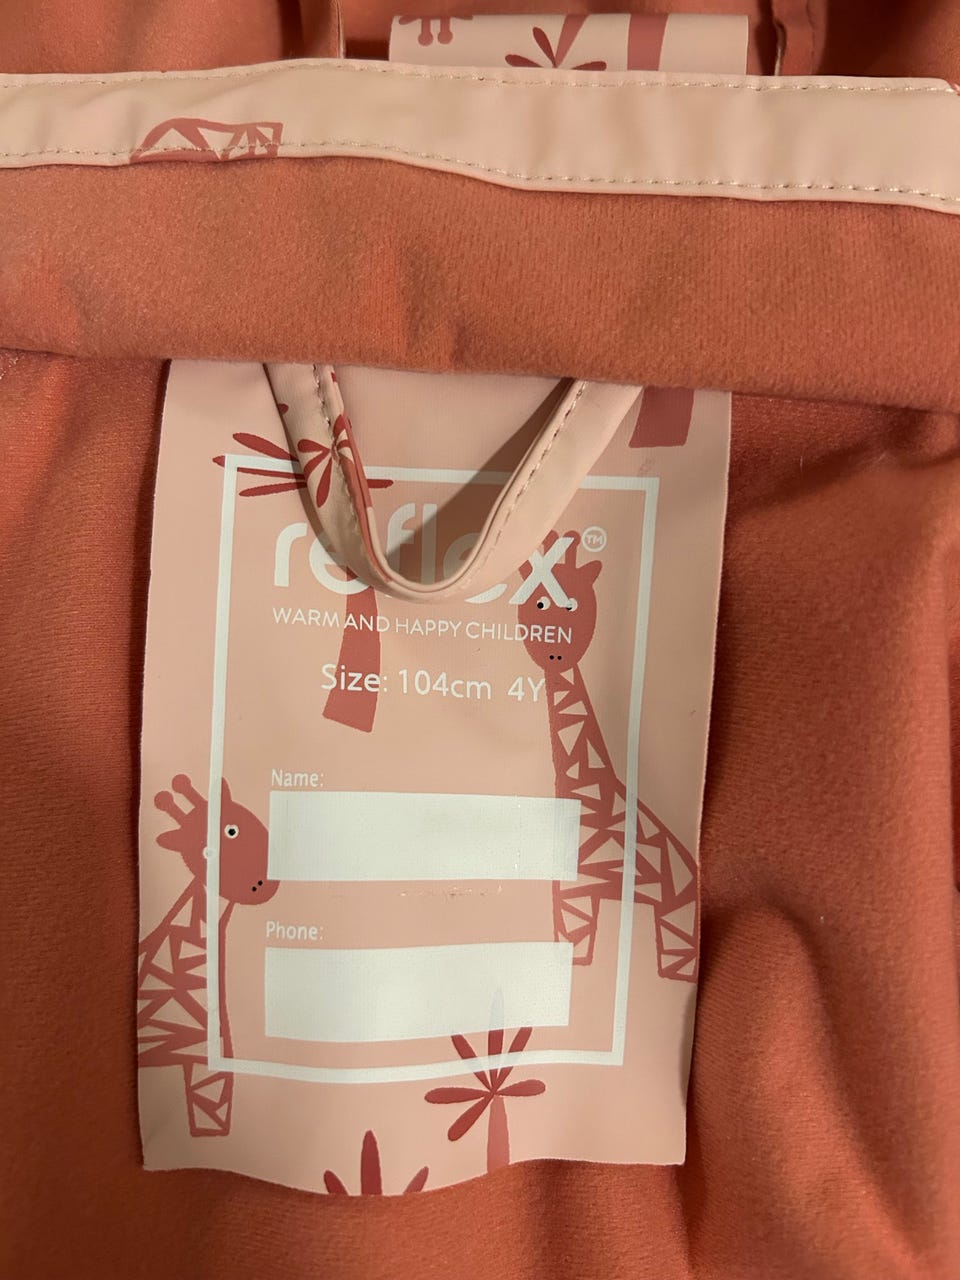 reflex™
WARM AND HAPPY CHILDREN
Size: 104cm 4Y
Name:
Phone: